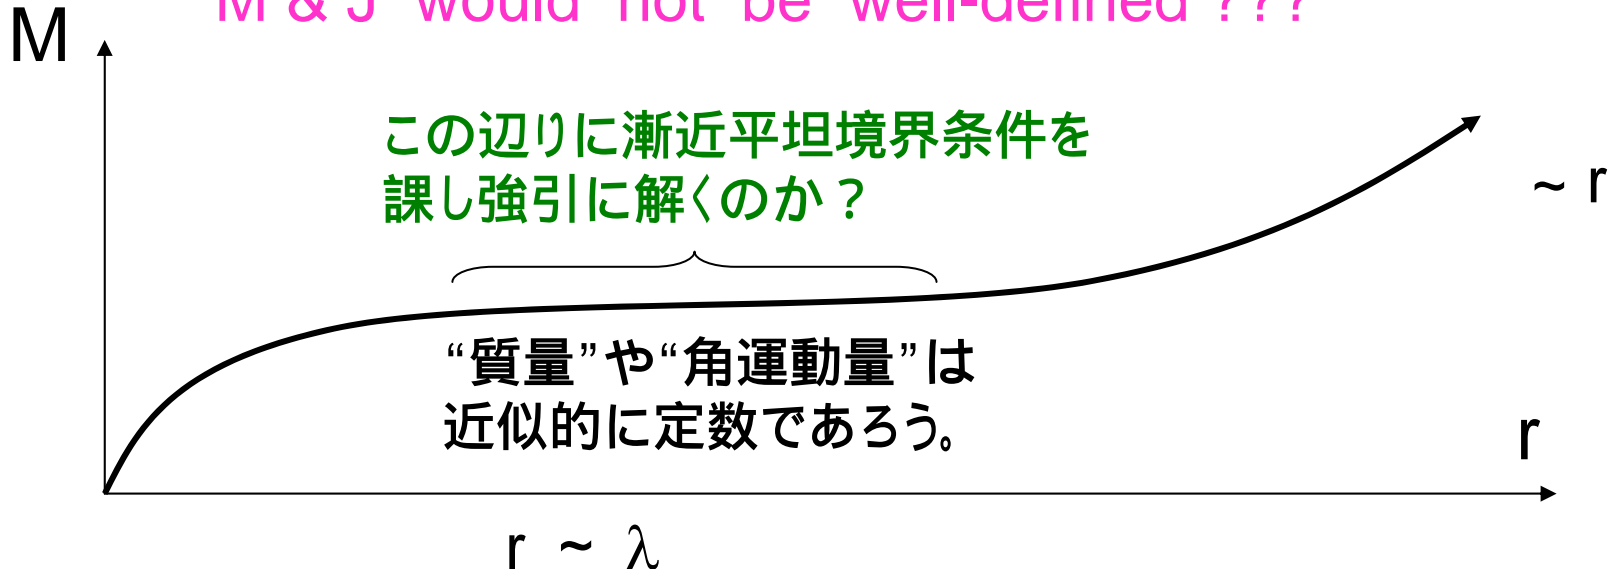 M & J would not be well-defined ???
M
この辺りに漸近平坦境界条件を
課し強引に解くのか？
~ r
“質量”や“角運動量”は
近似的に定数であろう。
r
r ~ λ